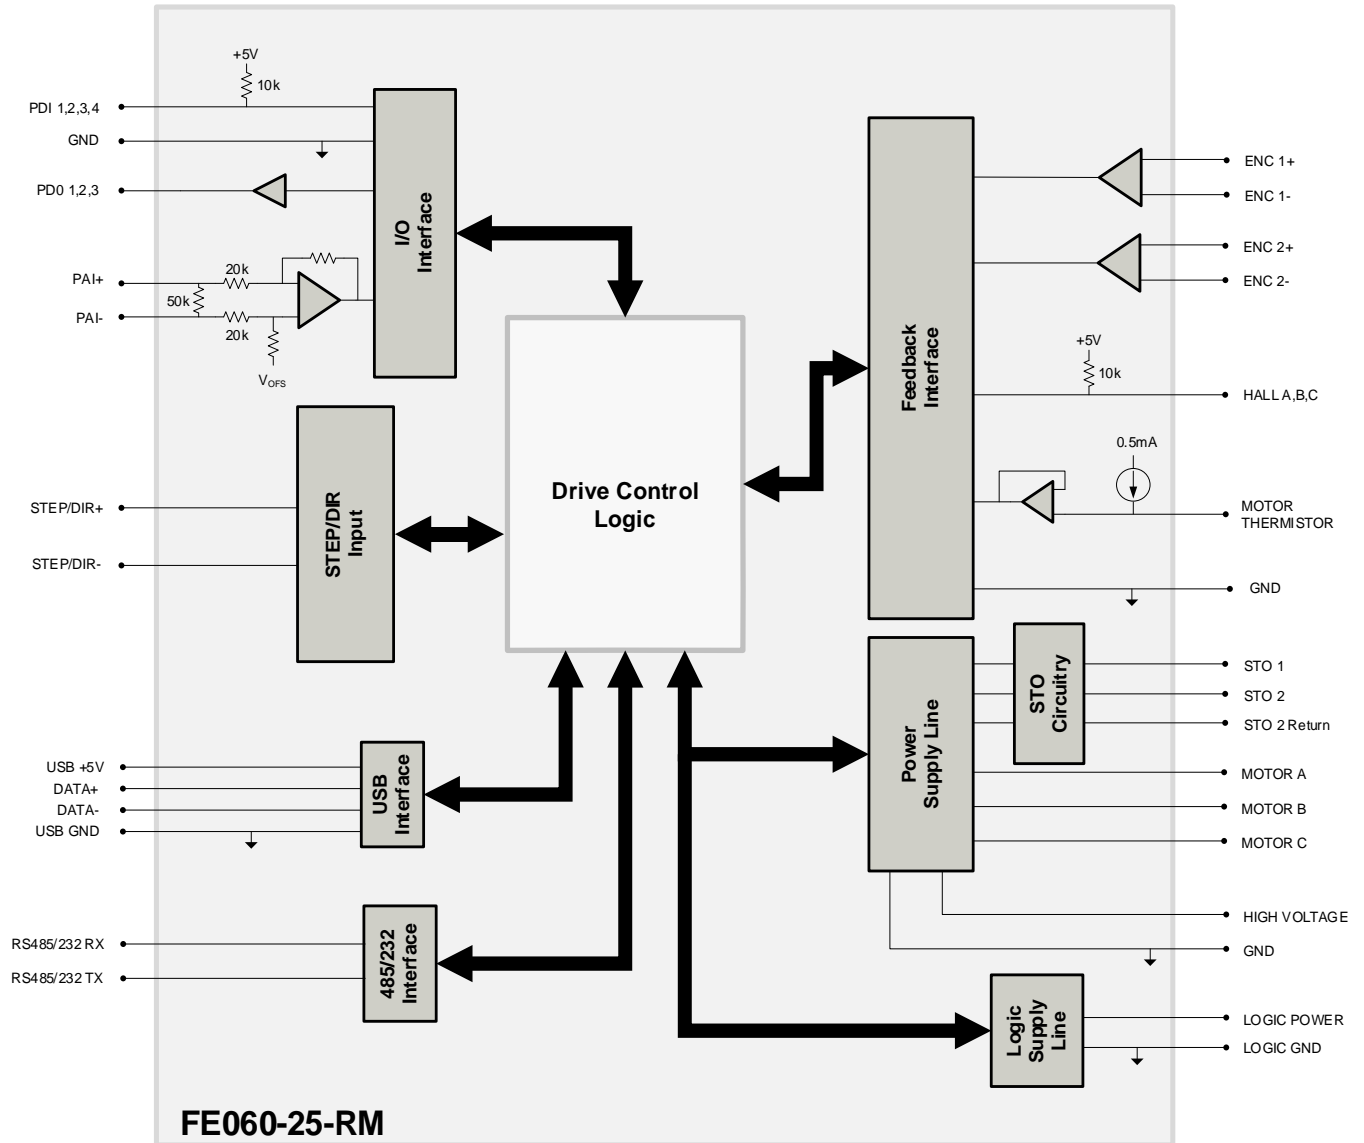 +5V
10k
PDI 1,2,3,4
GND
PD0 1,2,3
PAI+
20k
50k
PAI-
20k
VOFS
I/O
Interface
STEP/DIR+
STEP/DIR-
STEP/DIR
Input
Drive Control
Logic
USB +5V
DATA+
DATA-
USB GND
USB
Interface
RS485/232 RX
RS485/232 TX
485/232
Interface
Feedback
Interface
ENC 1+
ENC 1-
ENC 2+
ENC 2-
+5V
10k
HALL A,B,C
0.5mA
MOTOR
THERMISTOR
GND
STO
Circuitry
STO 1
STO 2
STO 2 Return
Power
Supply Line
MOTOR A
MOTOR B
MOTOR C
HIGH VOLTAGE
GND
Logic
Supply
Line
LOGIC POWER
LOGIC GND
FE060-25-RM